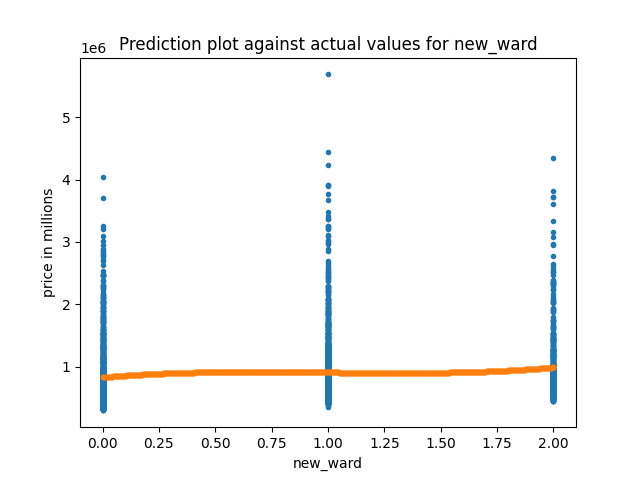 Prediction plot against actual values for new_ward
1e6
5
4
3
2
1
price in millions
0.00 0.25 0.50 0.75 1.00 1.25 1.50 1.75 2.00
new_ward